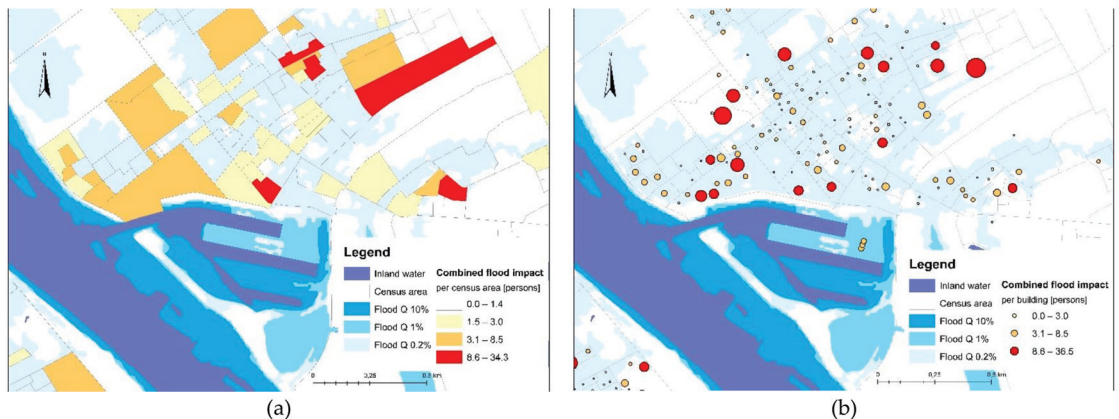 N
Legend
Inland water
Census area
Flood Q 10%
Flood Q 1%
Flood Q 0.2%
Combined flood impact
per census area [persons]
0.0 – 1.4
1.5 – 3.0
3.1 – 8.5
8.6 – 34.3
0 0,25 0,5 km
(a)
N
Legend
Inland water
Census area
Flood Q 10%
Flood Q 1%
Flood Q 0.2%
Combined flood impact
per building [persons]
0.0 – 3.0
3.1 – 8.5
8.6 – 36.5
0 0,25 0,5 km
(b)